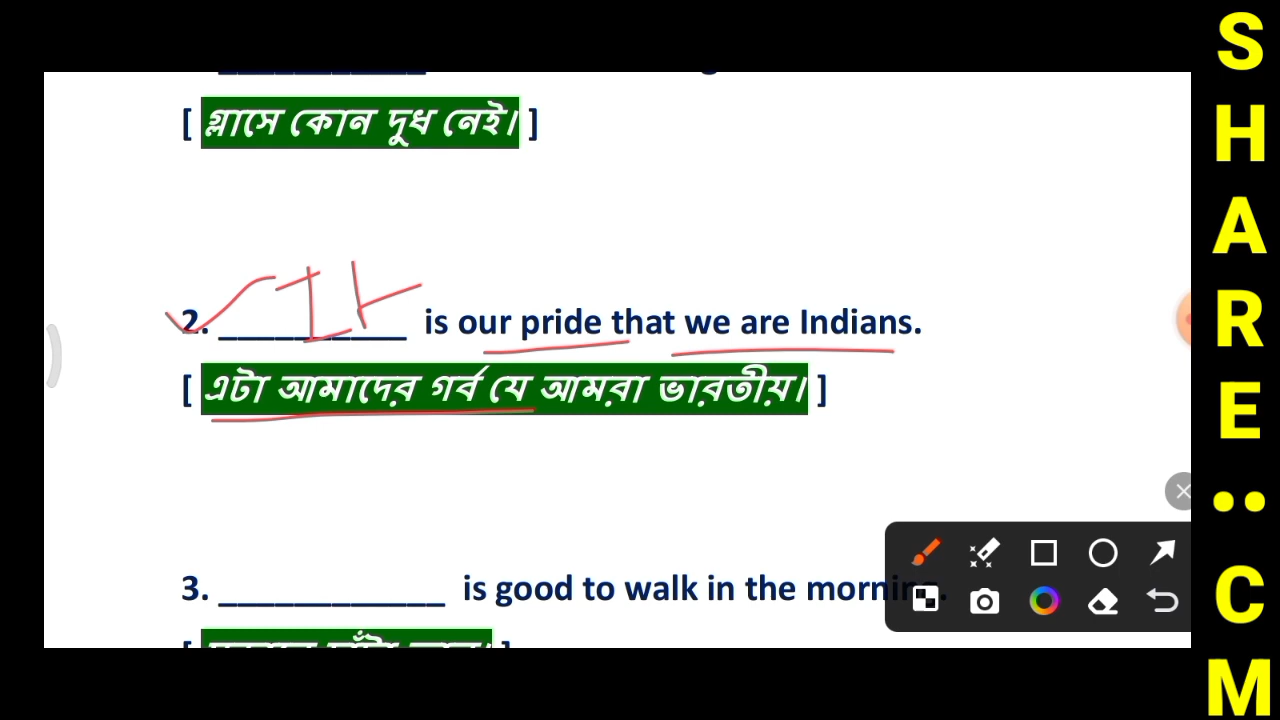 [ গ্লাসে কোন দুধ নেই। ]
It
2. __________ is our pride that we are Indians.
[ এটা আমাদের গর্ব যে আমরা ভারতীয়। ]
3. ____________ is good to walk in the morning.
SHARE••CM